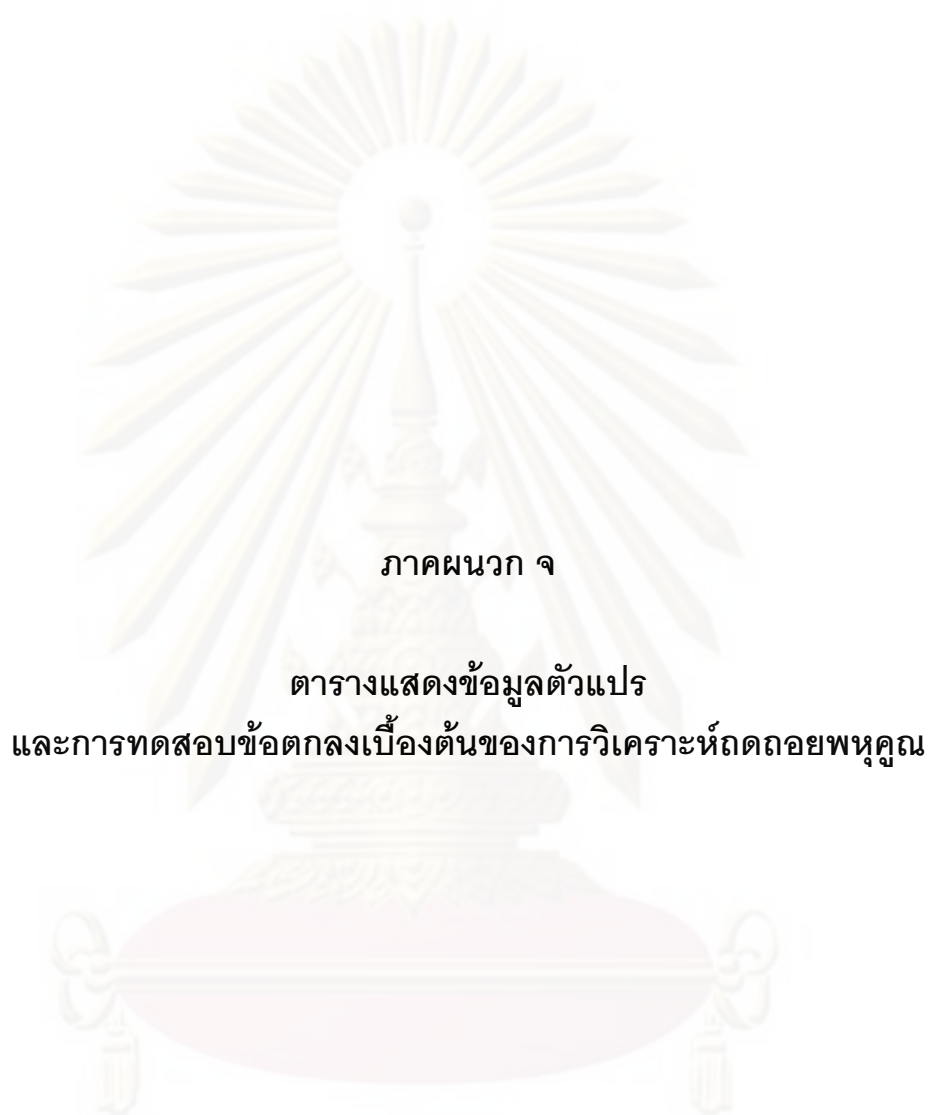 ภาคผนวก จ
ตารางแสดงข้อมูลตัวแปร
และการทดสอบข้อตกลงเบื้องต้นของการวิเคราะห์ถดถอยพหุคูณ